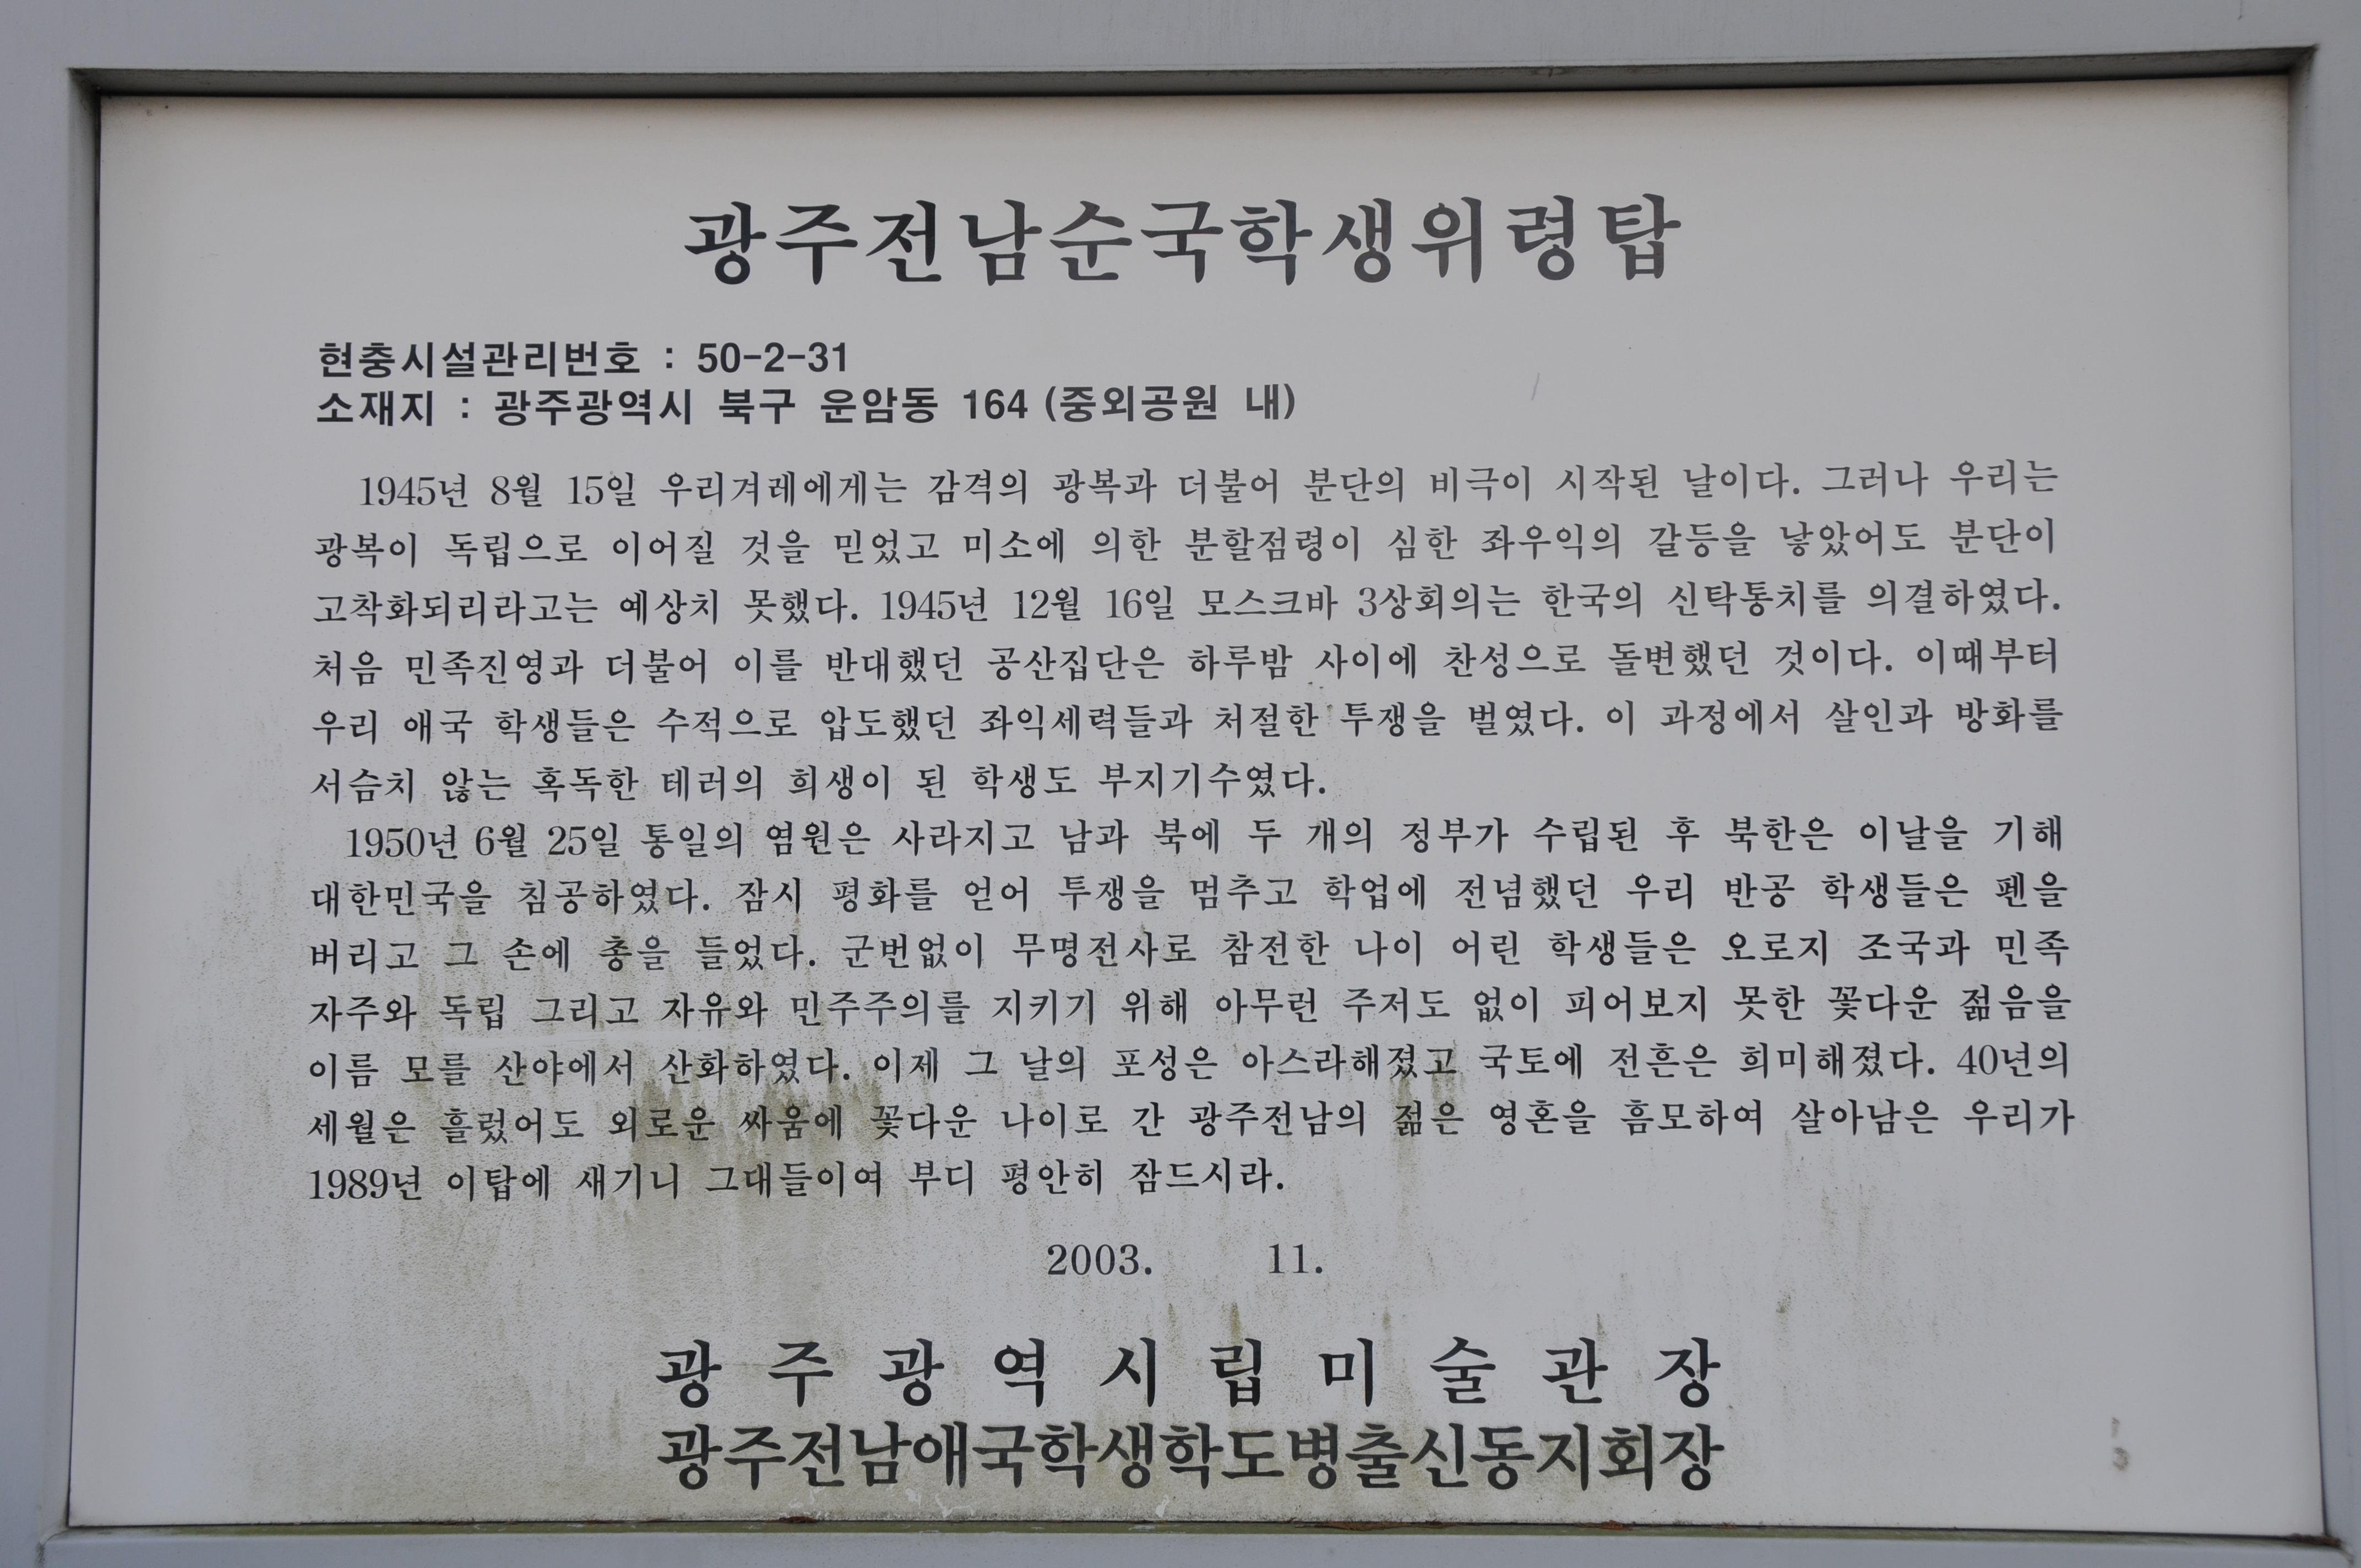 광주전남순국학생위령탑
현충시설관리번호 : 50-2-31
소재지 : 광주광역시 북구 운암동 164 (중외공원 내)
1945년 8월 15일 우리겨레에게는 감격의 광복과 더불어 분단의 비극이 시작된 날이다. 그러나 우리는
광복이 독립으로 이어질 것을 믿었고 미소에 의한 분할점령이 심한 좌우익의 갈등을 낳았어도 분단이
고착화되리라고는 예상치 못했다. 1945년 12월 16일 모스크바 3상회의는 한국의 신탁통치를 의결하였다.
처음 민족진영과 더불어 이를 반대했던 공산집단은 하루밤 사이에 찬성으로 돌변했던 것이다. 이때부터
우리 애국 학생들은 수적으로 압도했던 좌익세력들과 처절한 투쟁을 벌였다. 이 과정에서 살인과 방화를
서슴치 않는 혹독한 테러의 희생이 된 학생도 부지기수였다.
1950년 6월 25일 통일의 염원은 사라지고 남과 북에 두 개의 정부가 수립된 후 북한은 이날을 기해
대한민국을 침공하였다. 잠시 평화를 얻어 투쟁을 멈추고 학업에 전념했던 우리 반공 학생들은 펜을
버리고 그 손에 총을 들었다. 군번없이 무명전사로 참전한 나이 어린 학생들은 오로지 조국과 민족
자주와 독립 그리고 자유와 민주주의를 지키기 위해 아무런 주저도 없이 피어보지 못한 꽃다운 젊음을
이름 모를 산야에서 산화하였다. 이제 그 날의 포성은 아스라해졌고 국토에 전흔은 희미해졌다. 40년의
세월은 흘렀어도 외로운 싸움에 꽃다운 나이로 간 광주전남의 젊은 영혼을 흠모하여 살아남은 우리가
1989년 이탑에 새기니 그대들이여 부디 평안히 잠드시라.
2003. 11.
광주광역시립미술관장
광주전남애국학생학도병출신동지회장